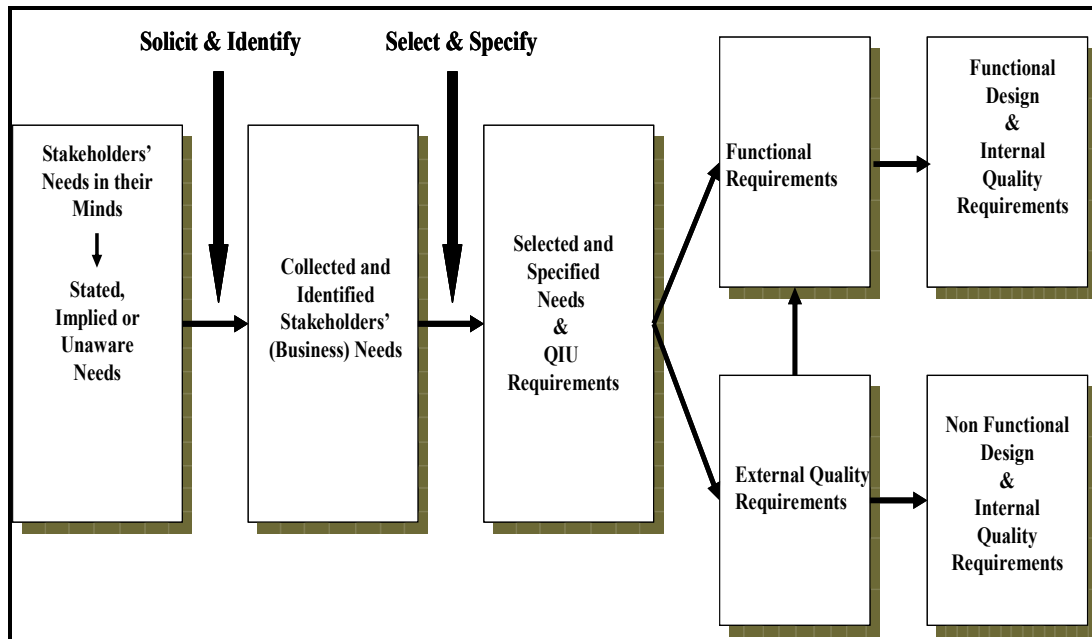 Solicit & Identify
Select & Specify
Stakeholders'
Needs in their
Minds
Stated,
Implied or
Unaware
Needs
Collected and
Identified
Stakeholders'
(Business) Needs
Selected and
Specified
Needs
&
QIU
Requirements
Functional
Requirements
Functional
Design
&
Internal
Quality
Requirements
External Quality
Requirements
Non Functional
Design
&
Internal
Quality
Requirements